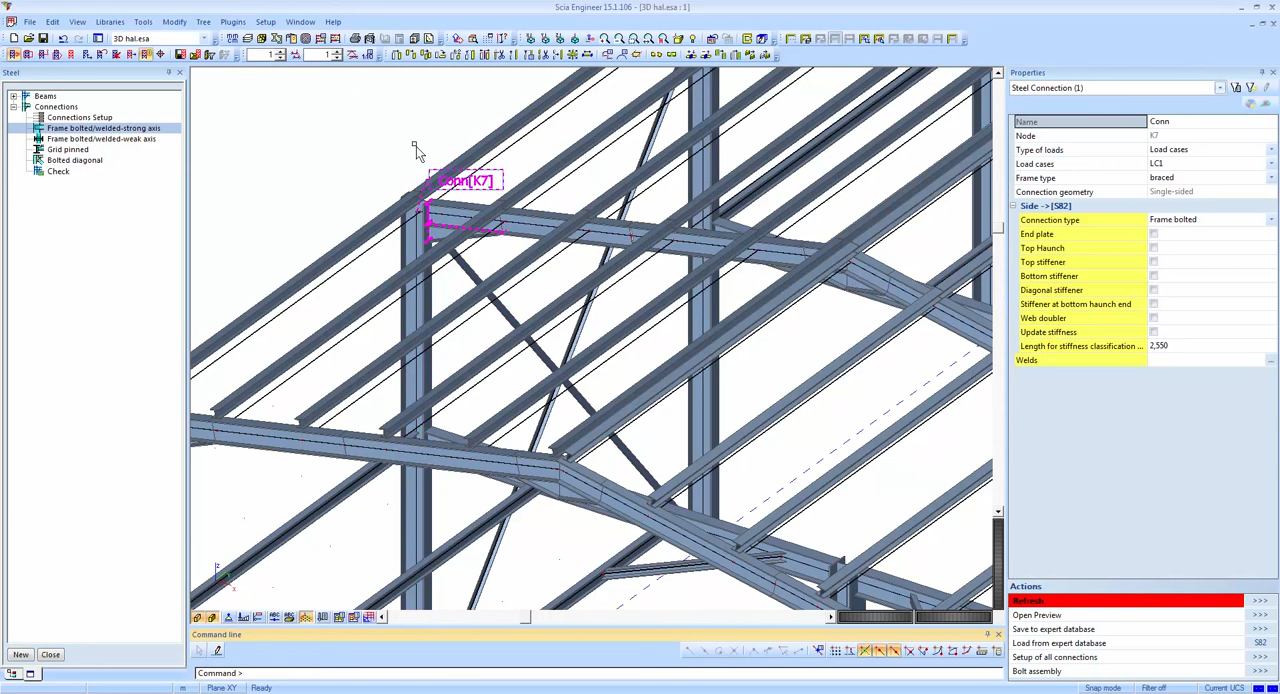 Scia Engineer 15.1.106 - [3D hal.esa : 1]
File Edit View Libraries Tools Modify Tree Plugins Setup Window Help
3D hal.esa
1 1
Steel
Beams
Connections
Connections Setup
Frame bolted/welded-strong axis
Frame bolted/welded-weak axis
Grid pinned
Bolted diagonal
Check
New Close
Conn[K7]
z
x
Command line
Command >
m Plane XY Ready Snap mode Filter off Current UCS
Properties
Steel Connection (1)
Name Conn
Node K7
Type of loads Load cases
Load cases LC1
Frame type braced
Connection geometry Single-sided
Side ->[S82]
Connection type Frame bolted
End plate
Top Haunch
Top stiffener
Bottom stiffener
Diagonal stiffener
Stiffener at bottom haunch end
Web doubler
Update stiffness
Length for stiffness classification ... 2,550
Welds ...
Actions
Refresh >>>
Open Preview >>>
Save to expert database >>>
Load from expert database S82
Setup of all connections >>>
Bolt assembly >>>